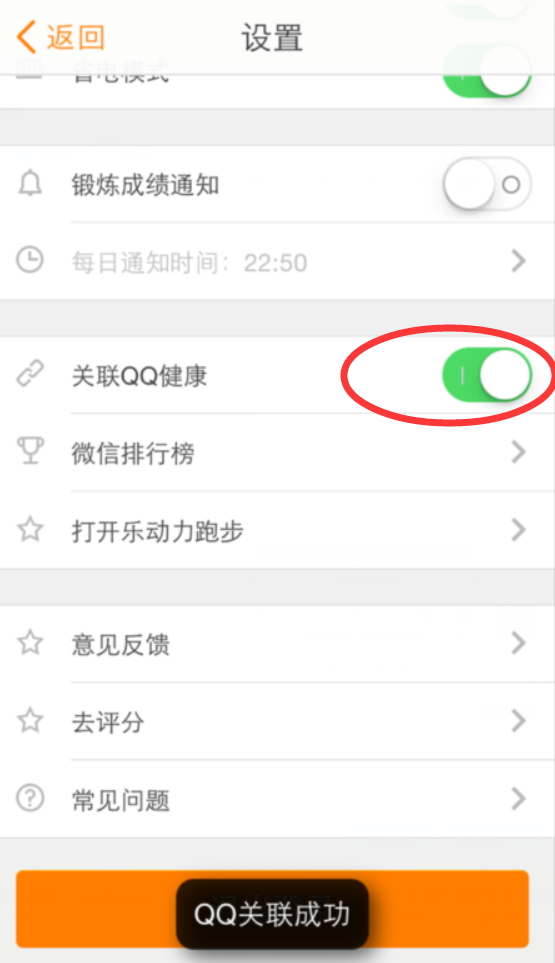 返回
设置
省电模式
锻炼成绩通知
每日通知时间：22:50
关联QQ健康
微信排行榜
打开乐动力跑步
意见反馈
去评分
常见问题
QQ关联成功